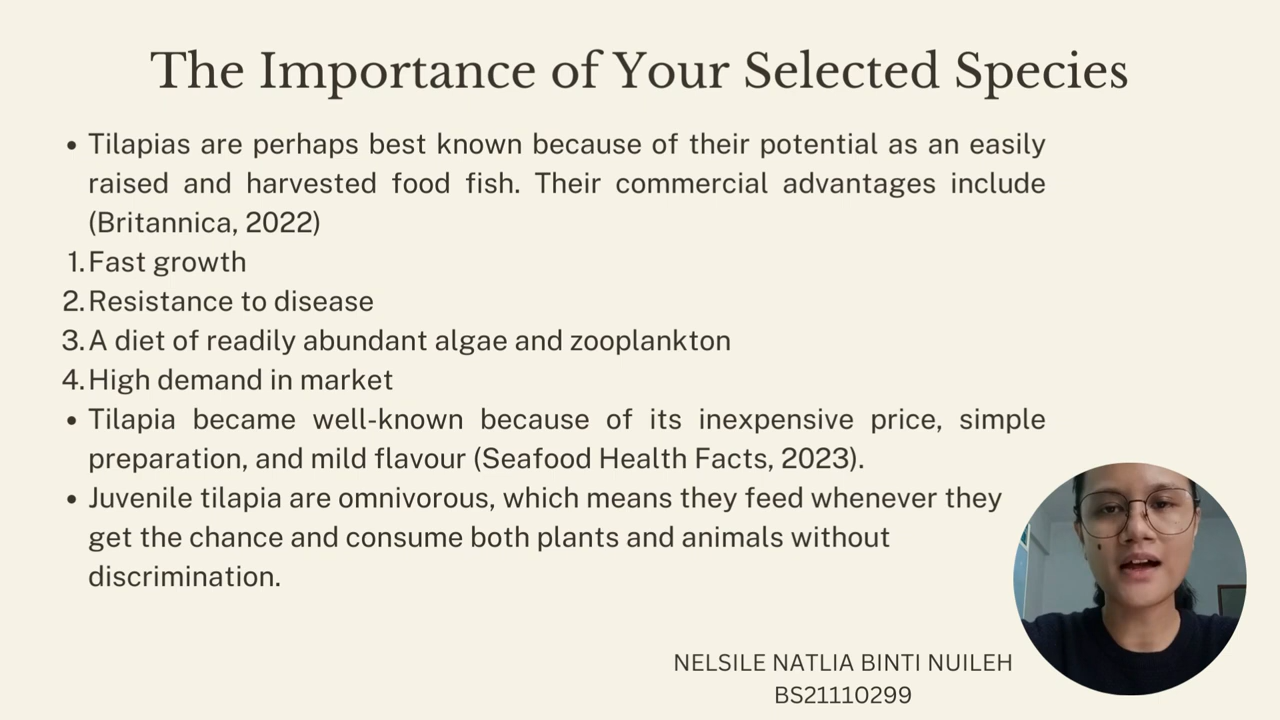 The Importance of Your Selected Species
• Tilapias are perhaps best known because of their potential as an easily
raised and harvested food fish. Their commercial advantages include
(Britannica, 2022)
1. Fast growth
2. Resistance to disease
3. A diet of readily abundant algae and zooplankton
4. High demand in market
• Tilapia became well-known because of its inexpensive price, simple
preparation, and mild flavour (Seafood Health Facts, 2023).
• Juvenile tilapia are omnivorous, which means they feed whenever they
get the chance and consume both plants and animals without
discrimination.
NELSILE NATLIA BINTI NUILEH
BS21110299